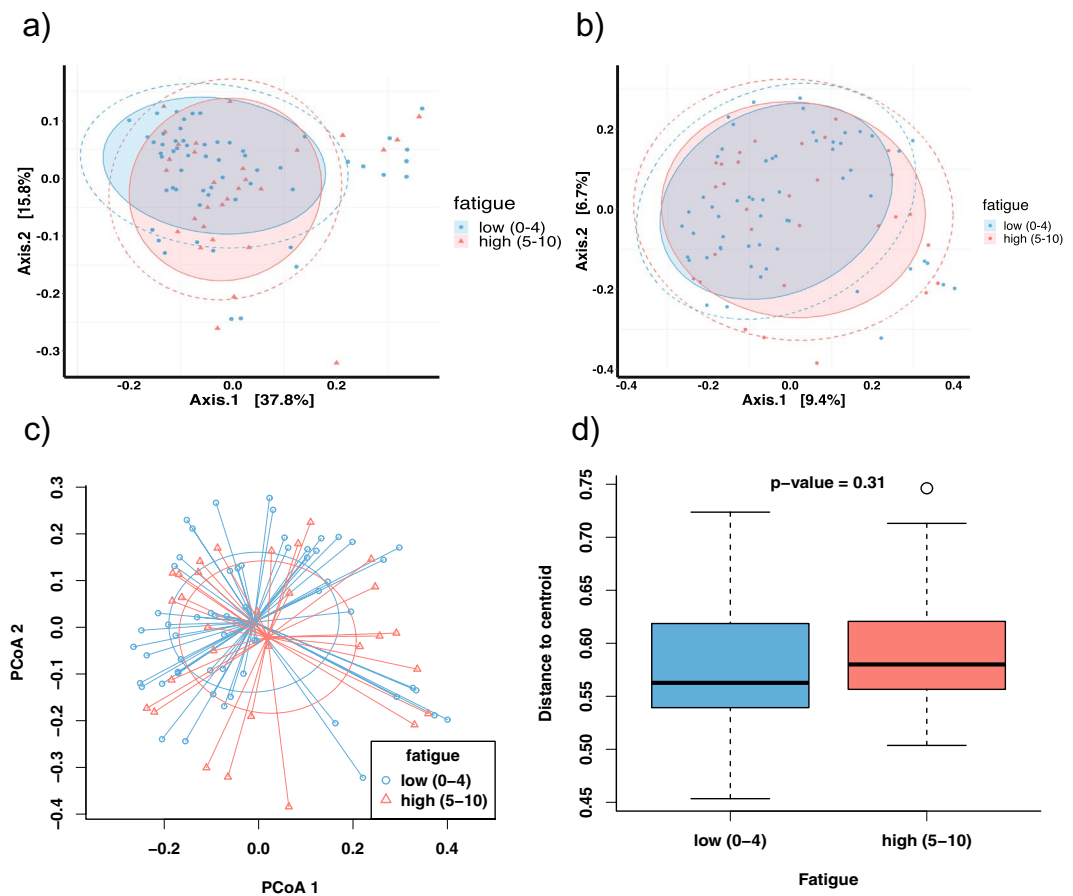 a)
0.1
0.0
-0.1
-0.2
-0.3
Axis.2 [15.8%]
-0.2
0.0
0.2
Axis.1 [37.8%]
fatigue
low (0-4)
high (5-10)
b)
0.2
0.0
-0.2
-0.4
Axis.2 [6.7%]
-0.4
-0.2
0.0
0.2
0.4
Axis.1 [9.4%]
fatigue
low (0-4)
high (5-10)
c)
0.3
0.2
0.1
0.0
−0.1
−0.2
−0.3
−0.4
PCoA 2
−0.2
0.0
0.2
0.4
PCoA 1
fatigue
low (0−4)
high (5−10)
d)
p−value = 0.31
0.75
0.70
0.65
0.60
0.55
0.50
0.45
Distance to centroid
low (0−4)
high (5−10)
Fatigue